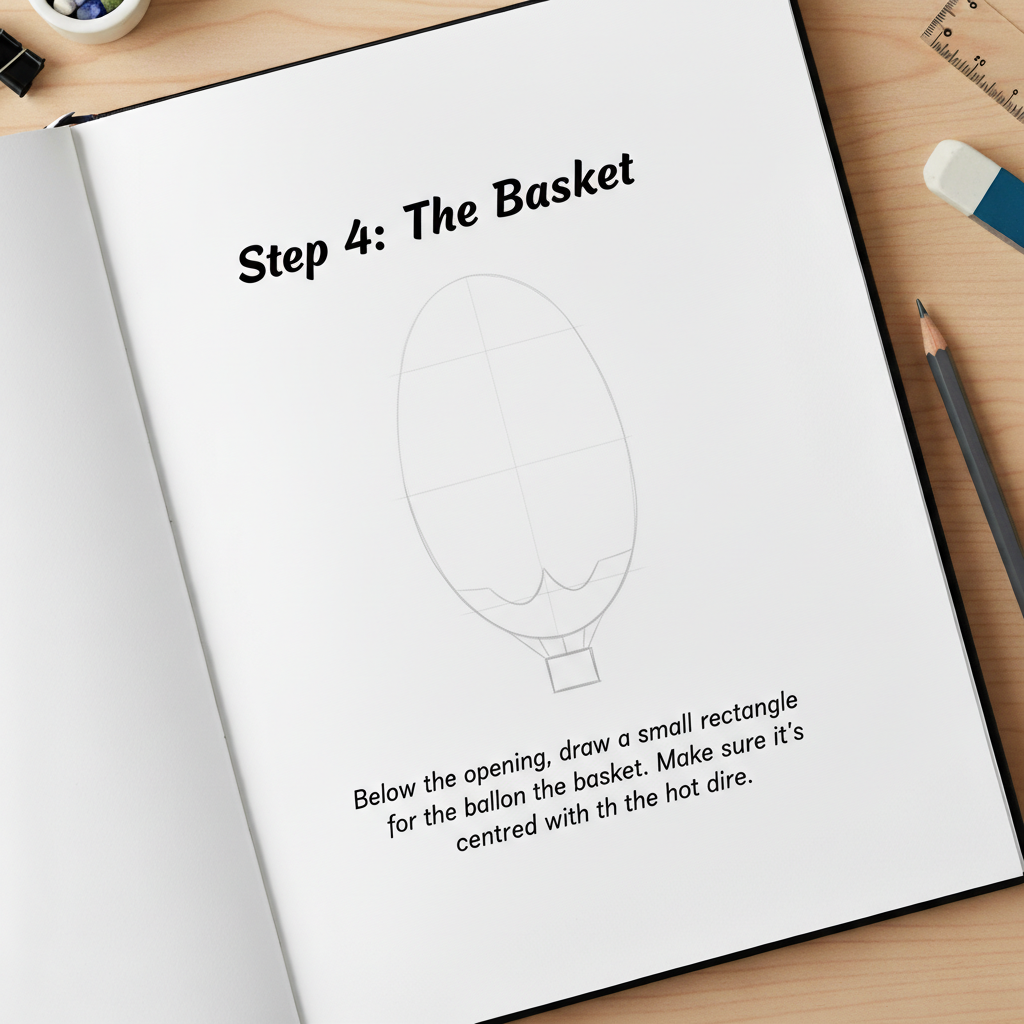 Step 4: The Basket
Below the opening, draw a small rectangle
for the ballon the basket. Make sure it's
centred with th the hot dire.